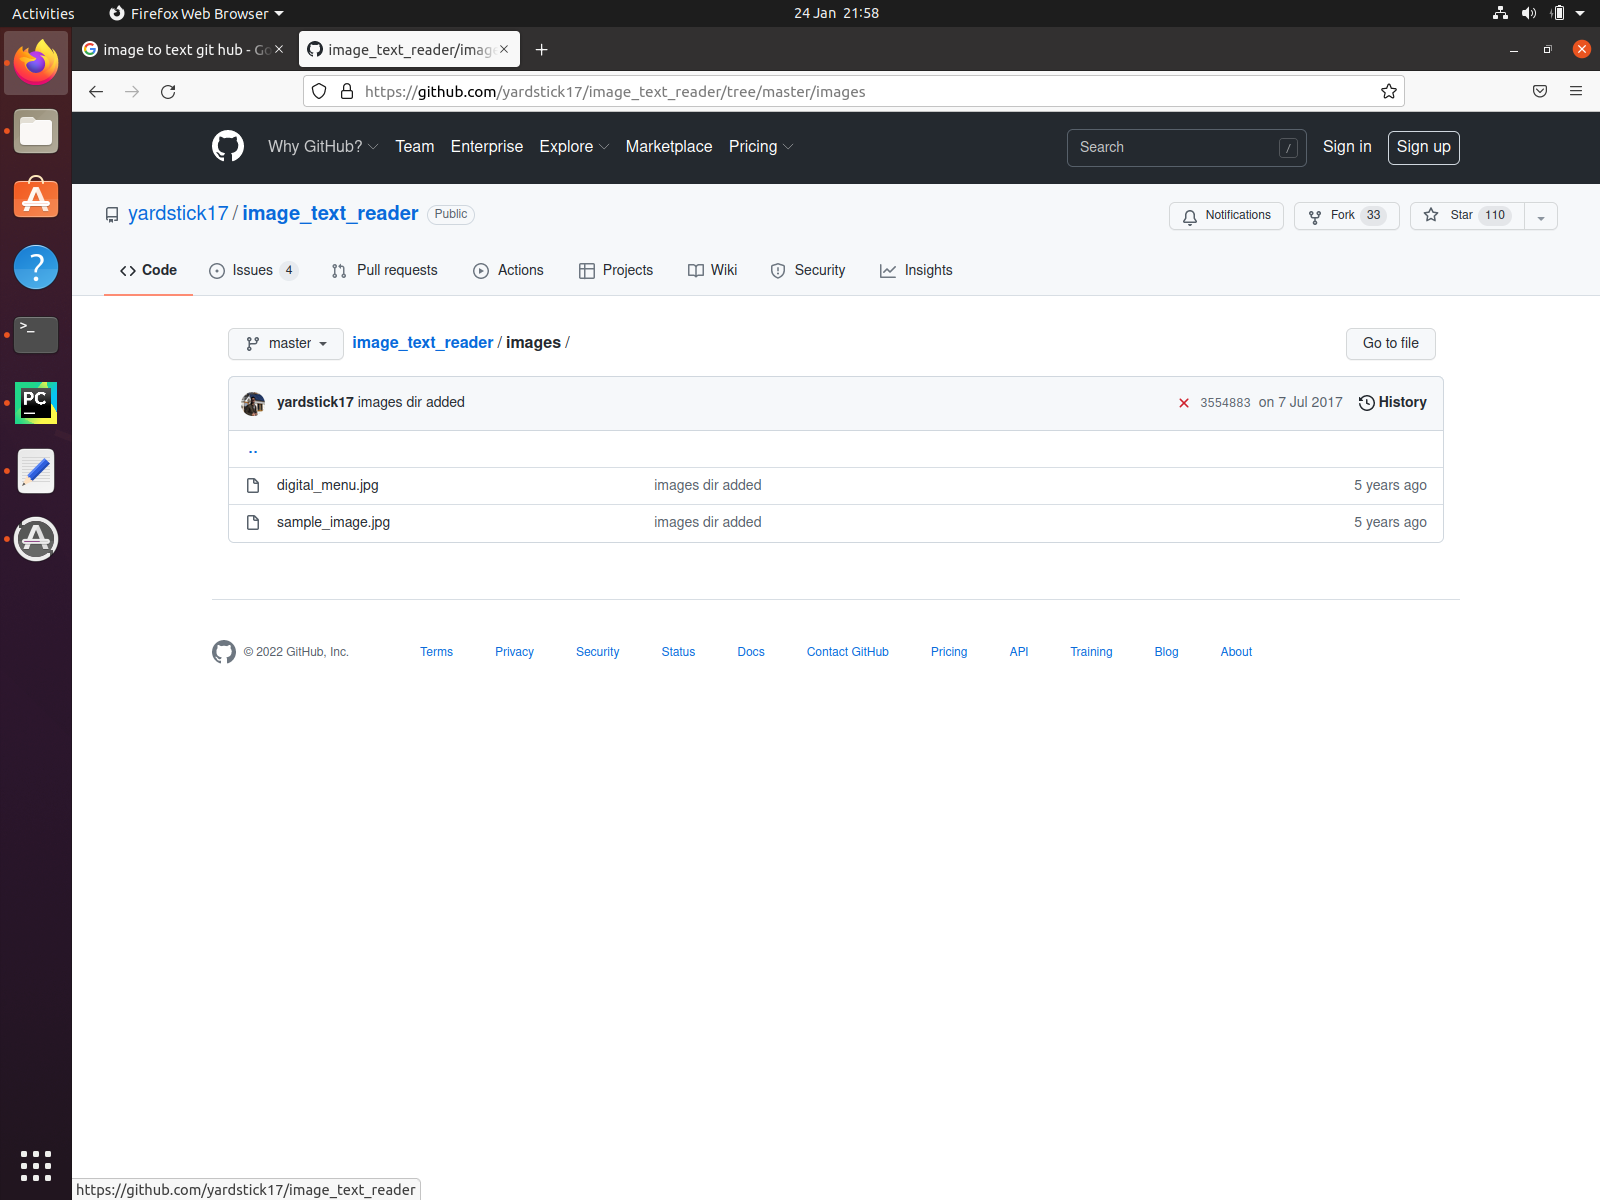 Activities Firefox Web Browser 24 Jan 21:58
image to text git hub - Go image_text_reader/imag
https://github.com/yardstick17/image_text_reader/tree/master/images
Why GitHub? Team Enterprise Explore Marketplace Pricing Search / Sign in Sign up
yardstick17 / image_text_reader Public Notifications Fork 33 Star 110
Code Issues 4 Pull requests Actions Projects Wiki Security Insights
master image_text_reader / images / Go to file
yardstick17 images dir added 3554883 on 7 Jul 2017 History
..
digital_menu.jpg images dir added 5 years ago
sample_image.jpg images dir added 5 years ago
© 2022 GitHub, Inc. Terms Privacy Security Status Docs Contact GitHub Pricing API Training Blog About
>_
?
PC
https://github.com/yardstick17/image_text_reader